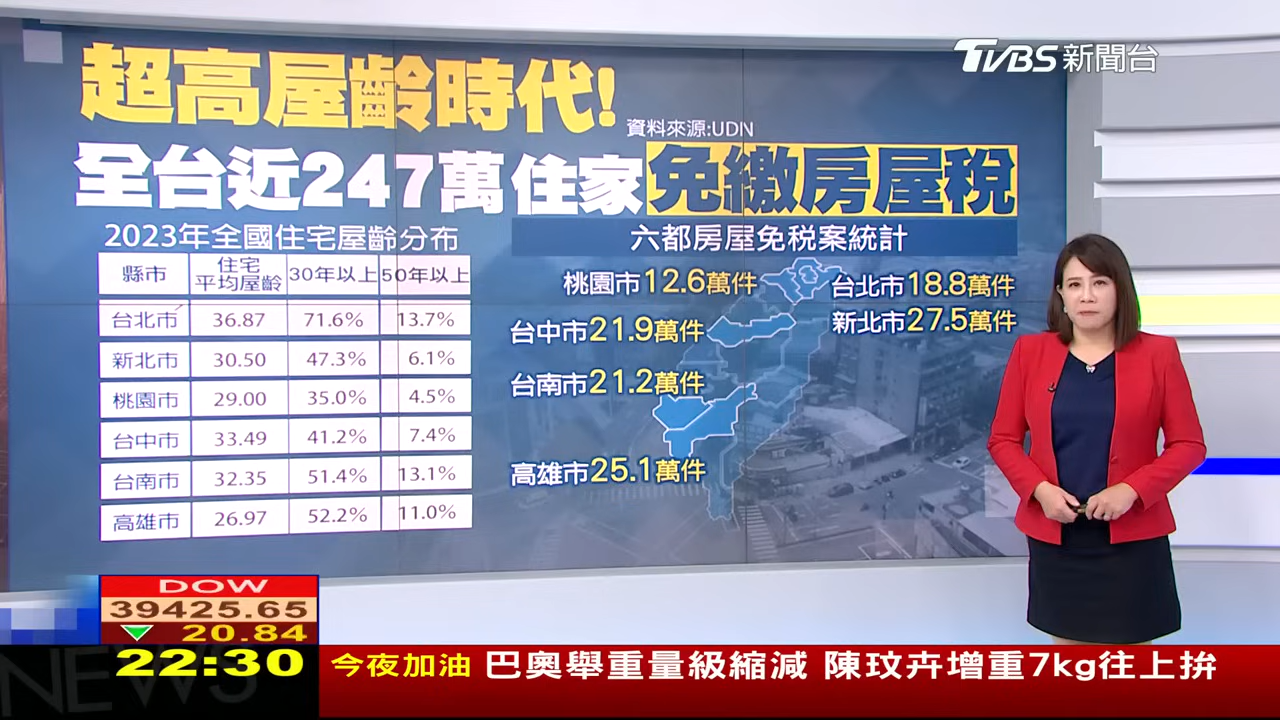 TVBS新聞台
超高屋齡時代!
資料來源:UDN
全台近247萬住家免繳房屋稅
2023年全國住宅屋齡分布
縣市 住宅平均屋齡 30年以上 50年以上
台北市 36.87 71.6% 13.7%
新北市 30.50 47.3% 6.1%
桃園市 29.00 35.0% 4.5%
台中市 33.49 41.2% 7.4%
台南市 32.35 51.4% 13.1%
高雄市 26.97 52.2% 11.0%
六都房屋免税案統計
桃園市12.6萬件
台北市18.8萬件
新北市27.5萬件
台中市21.9萬件
台南市21.2萬件
高雄市25.1萬件
DOW
39425.65
20.84
NEWS
22:30
今夜加油 巴奧舉重量級縮減 陳玟卉增重7kg往上拚